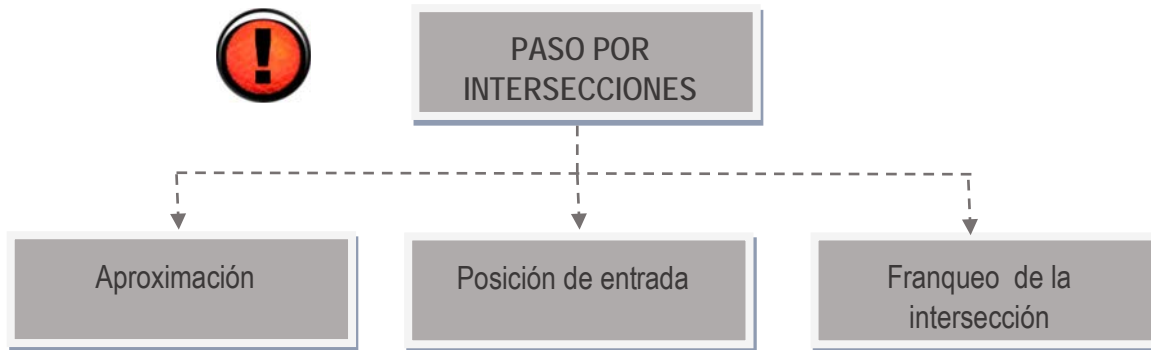 PASO POR
INTERSECCIONES
Aproximación
Posición de entrada
Franqueo de la
intersección